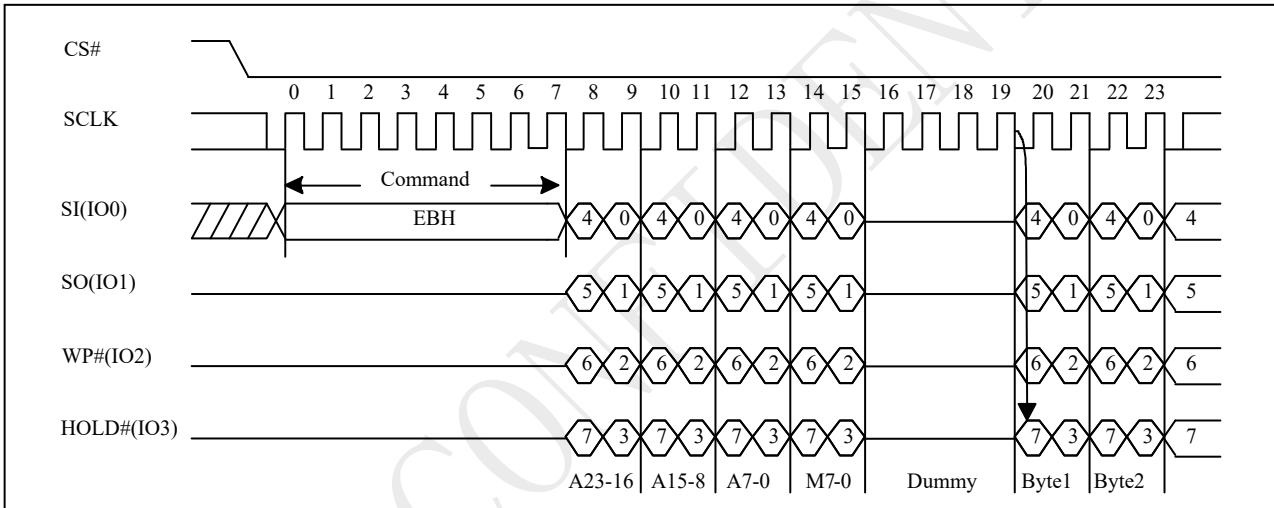 CS#
0 1 2 3 4 5 6 7 8 9 10 11 12 13 14 15 16 17 18 19 20 21 22 23
SCLK
Command
SI(IO0) EBH 4 0 4 0 4 0 4 0 4 0 4 0 4
SO(IO1) 5 1 5 1 5 1 5 1 5 1 5 1 5
WP#(IO2) 6 2 6 2 6 2 6 2 6 2 6 2 6
HOLD#(IO3) 7 3 7 3 7 3 7 3 7 3 7 3 7
A23-16 A15-8 A7-0 M7-0 Dummy Byte1 Byte2
CONFIDEN